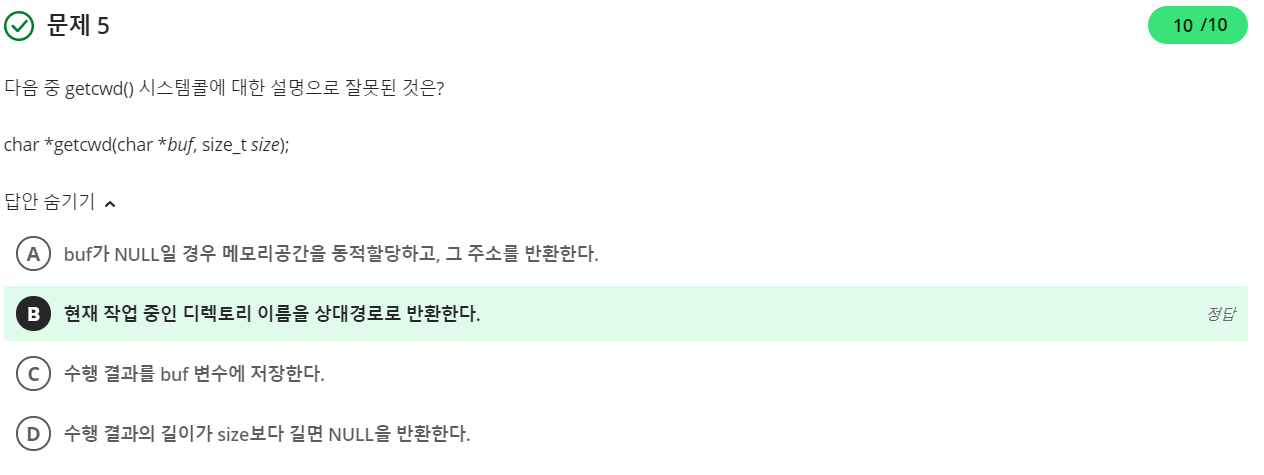 문제 5
10 /10
다음 중 getcwd() 시스템콜에 대한 설명으로 잘못된 것은?
char *getcwd(char *buf, size_t size);
답안 숨기기
A buf가 NULL일 경우 메모리공간을 동적할당하고, 그 주소를 반환한다.
B 현재 작업 중인 디렉토리 이름을 상대경로로 반환한다. 정답
C 수행 결과를 buf 변수에 저장한다.
D 수행 결과의 길이가 size보다 길면 NULL을 반환한다.